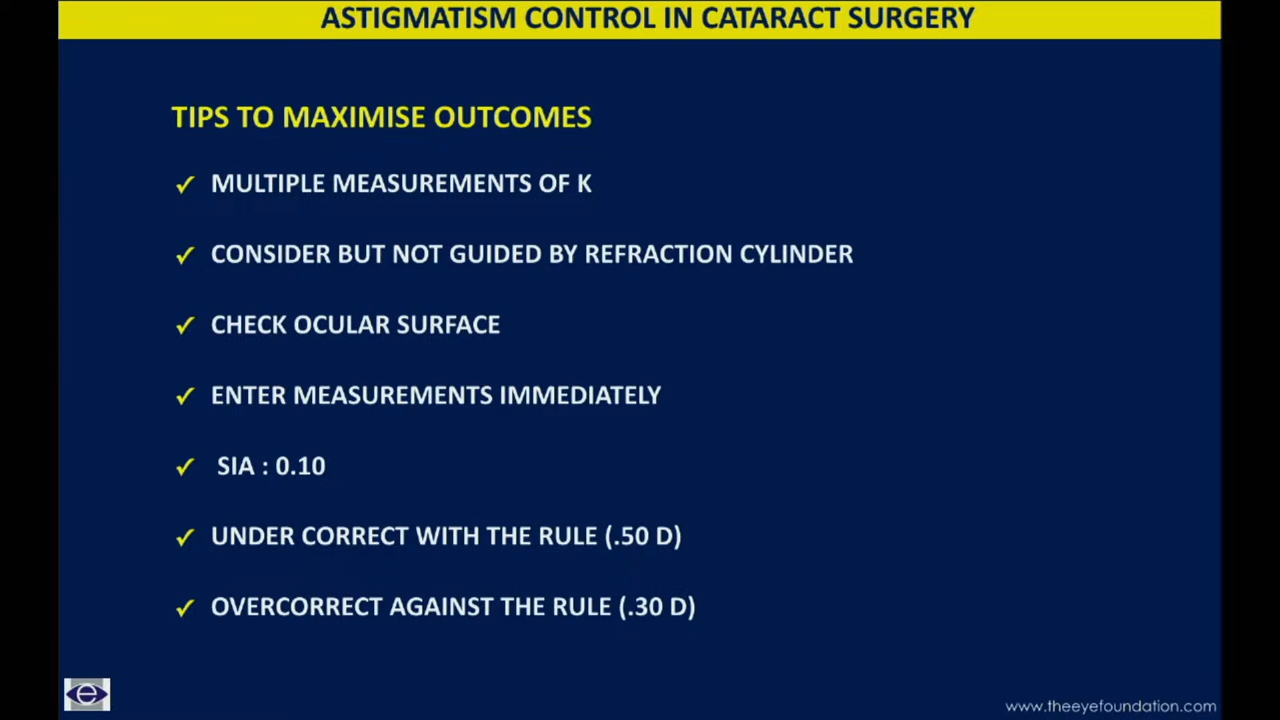 ASTIGMATISM CONTROL IN CATARACT SURGERY
TIPS TO MAXIMISE OUTCOMES
✓ MULTIPLE MEASUREMENTS OF K
✓ CONSIDER BUT NOT GUIDED BY REFRACTION CYLINDER
✓ CHECK OCULAR SURFACE
✓ ENTER MEASUREMENTS IMMEDIATELY
✓ SIA : 0.10
✓ UNDER CORRECT WITH THE RULE (.50 D)
✓ OVERCORRECT AGAINST THE RULE (.30 D)
e
www.theeyefoundation.com